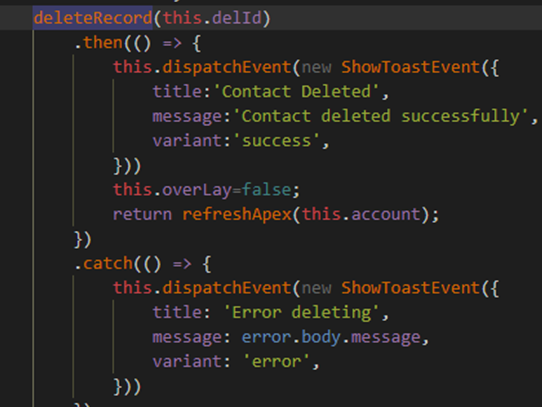 deleteRecord(this.delId)
.then(() => {
this.dispatchEvent(new ShowToastEvent({
title:'Contact Deleted',
message:'Contact deleted successfully',
variant:'success',
}))
this.overLay=false;
return refreshApex(this.account);
})
.catch(() => {
this.dispatchEvent(new ShowToastEvent({
title: 'Error deleting',
message: error.body.message,
variant: 'error',
}))